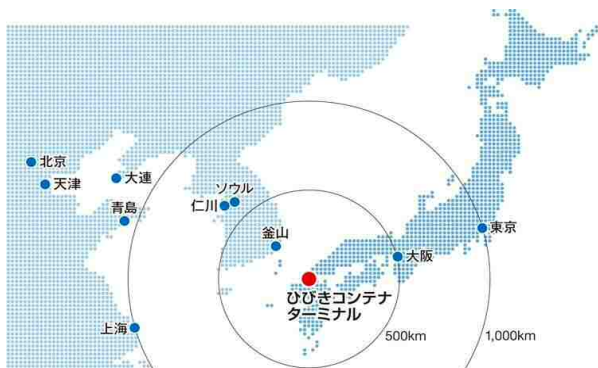 北京
天津
大連
青島
ソウル
仁川
釜山
東京
大阪
ひびきコンテナ
ターミナル
上海
500km
1,000km